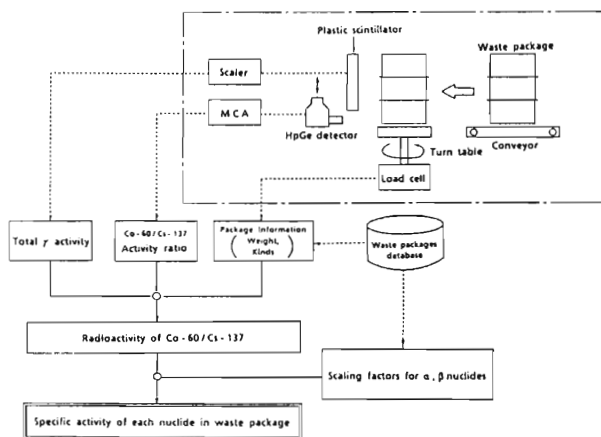 Plastic scintillator
Waste package
Scaler
MCA
HpGe detector
Turn table
Conveyor
Load cell
Total γ activity
Co-60/Cs-137
Activity ratio
Package Information
(Weight,
Kinds)
Waste packages
database
Radioactivity of Co-60/Cs-137
Scaling factors for α, β nuclides
Specific activity of each nuclide in waste package